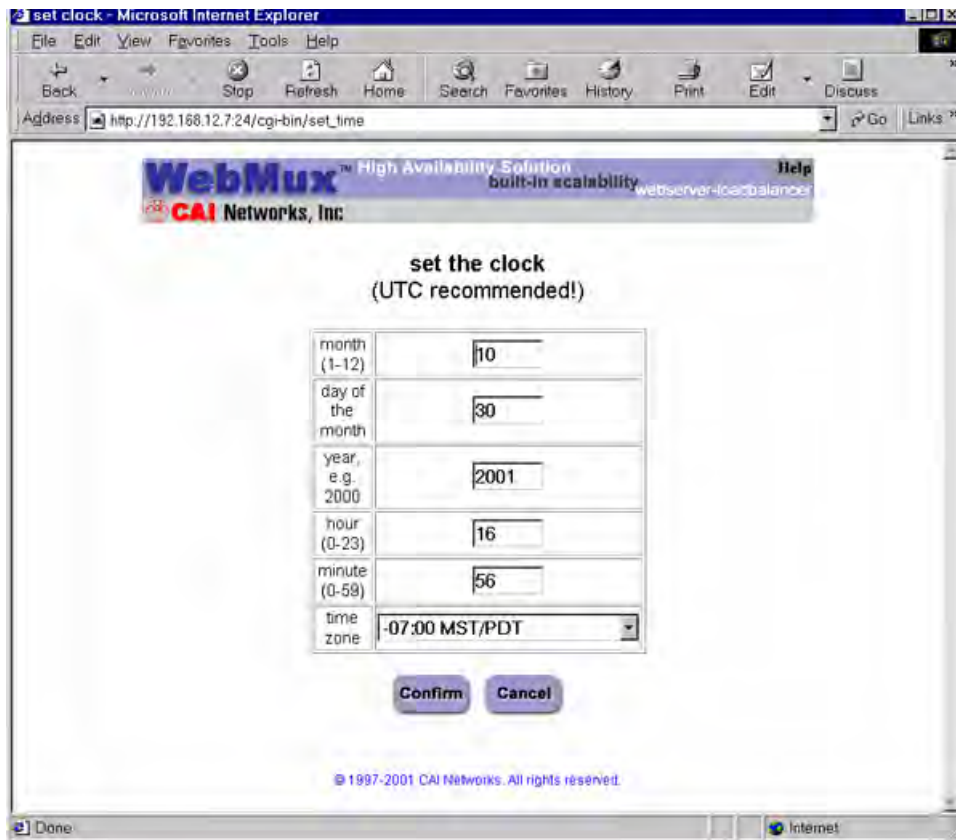 set clock - Microsoft Internet Explorer
File Edit View Favorites Tools Help
Back Stop Refresh Home Search Favorites History Print Edit Discuss
Address http://192.168.12.7:24/cgi-bin/set_time Go Links
WebMux™ High Availability Solution Help
built-in scalability
webserver-loadbalancer
CAI Networks, Inc
set the clock
(UTC recommended!)
month
(1-12)
10
day of
the
month
30
year,
e.g.
2000
2001
hour
(0-23)
16
minute
(0-59)
56
time
zone
-07:00 MST/PDT
Confirm Cancel
© 1997-2001 CAI Networks. All rights reserved.
Done Internet